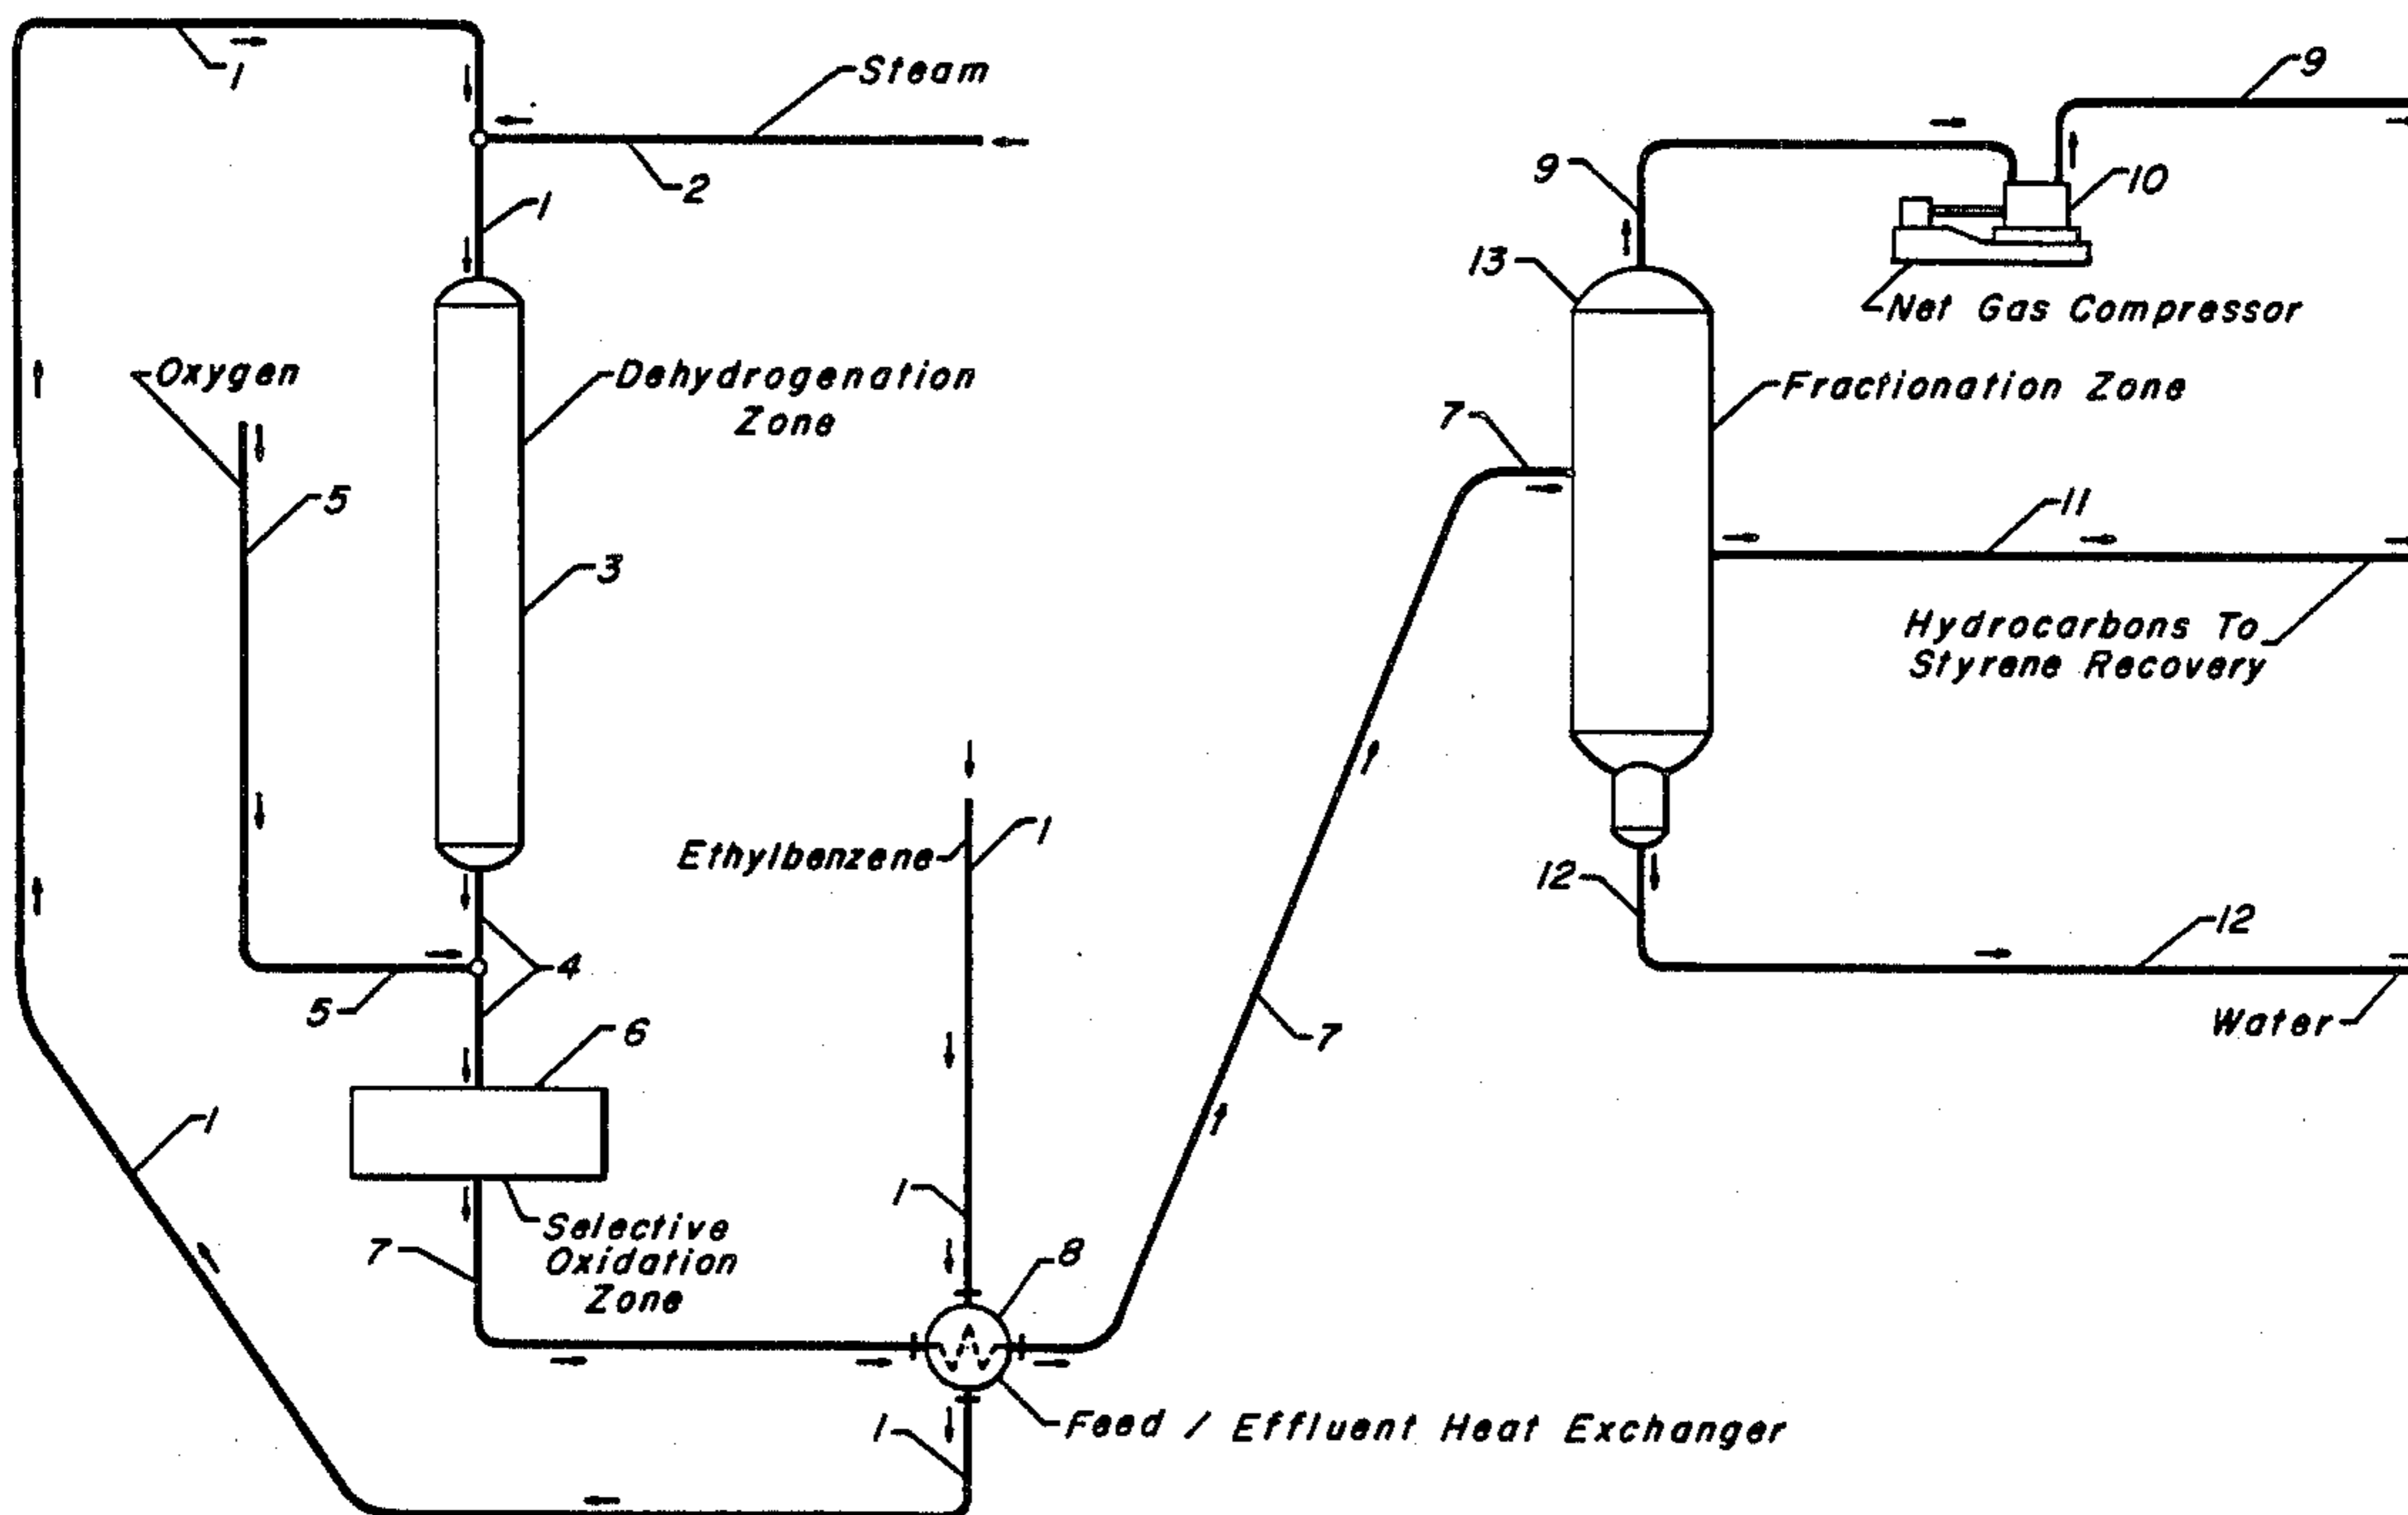 1
Steam
2
1
9
9
10
13
Net Gas Compressor
Oxygen
Dehydrogenation
Zone
5
3
Fractionation Zone
7
11
Hydrocarbons To
Styrene Recovery
Ethylbenzene
1
4
5
6
12
12
Water
7
1
1
Selective
Oxidation
Zone
7
8
Feed / Effluent Heat Exchanger
1